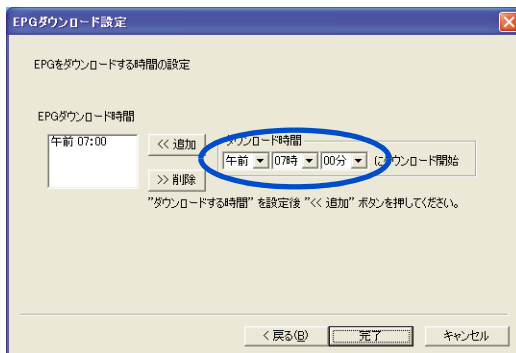 EPGダウンロード設定
EPGをダウンロードする時間の設定
EPGダウンロード時間
午前 07:00
<< 追加
>> 削除
ダウンロード時間
午前 07時 00分 にダウンロード開始
"ダウンロードする時間" を設定後 "<< 追加" ボタンを押してください。
< 戻る(B) 完了 キャンセル